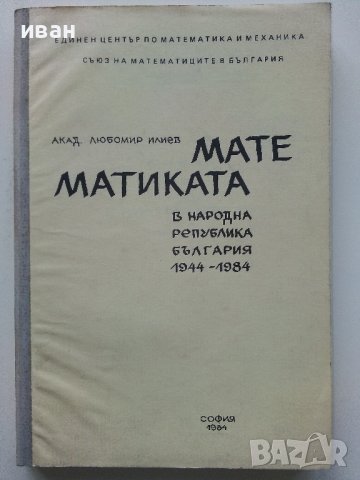 иван
ЕДИНЕН ЦЕНТЪР ПО МАТЕМАТИКА И МЕХАНИКА
СЪЮЗ НА МАТЕМАТИЦИТЕ В БЪЛГАРИЯ
АКАД. ЛЮБОМИР ИЛИЕВ
МАТЕ
МАТИКАТА
В НАРОДНА
РЕПУБЛИКА
БЪЛГАРИЯ
1944-1984
СОФИЯ
1984
BAZAR